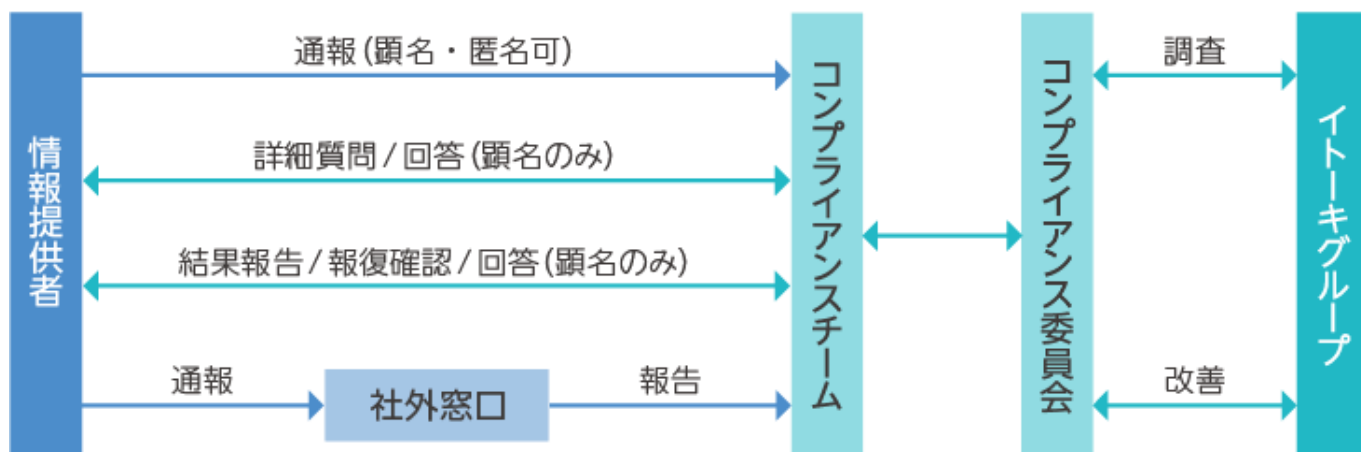 情報提供者
通報(顕名・匿名可)
詳細質問/回答(顕名のみ)
結果報告/報復確認/回答(顕名のみ)
通報
社外窓口
報告
コンプライアンスチーム
コンプライアンス委員会
調査
改善
イトーキグループ